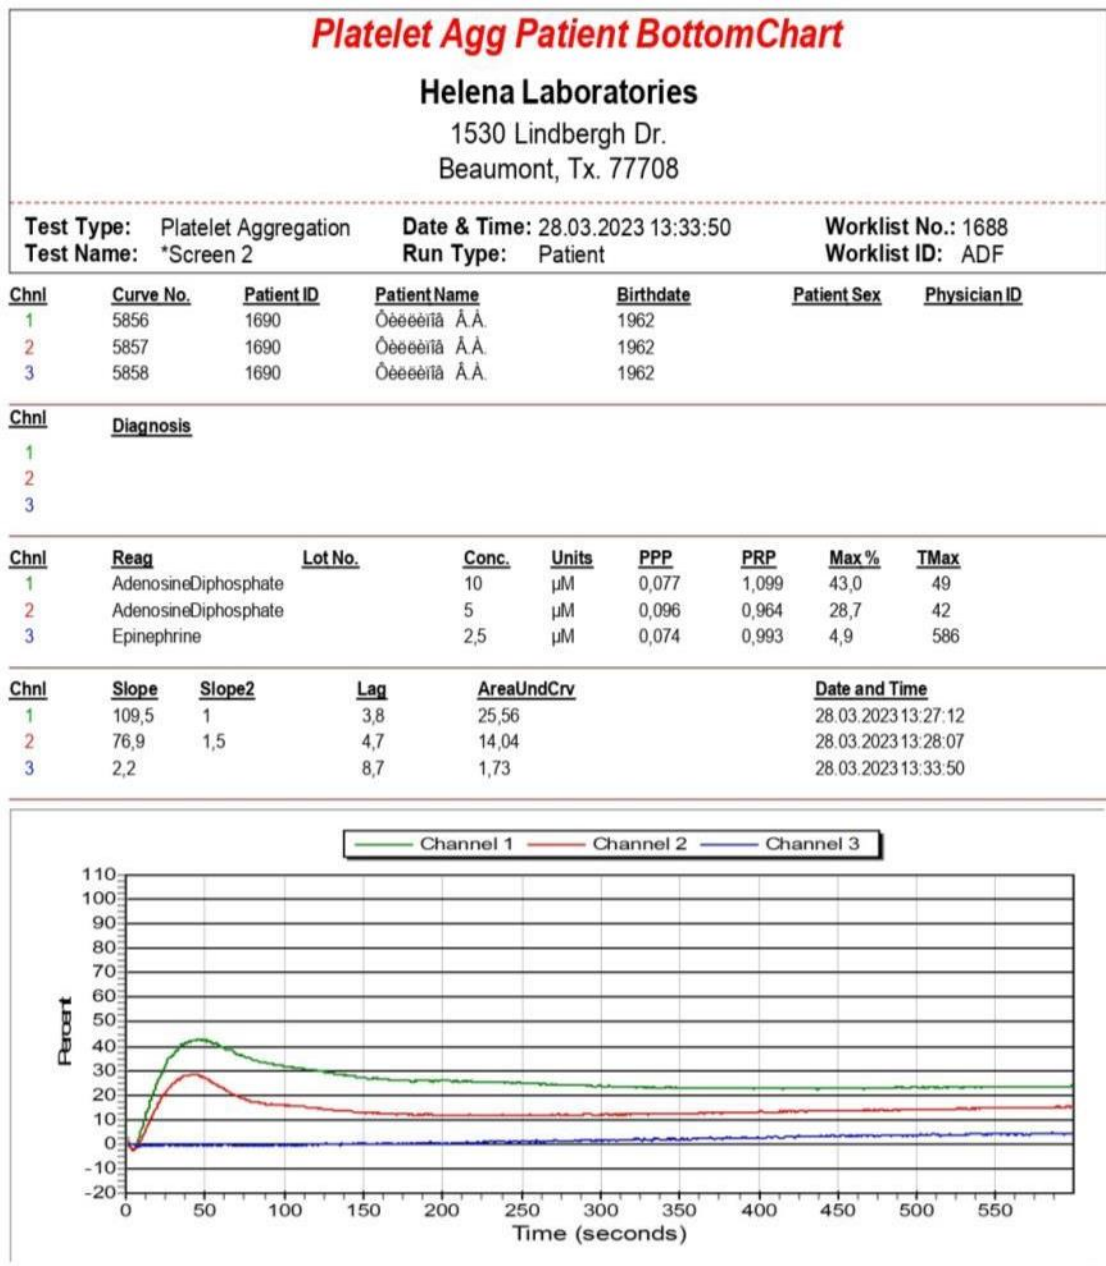 Platelet Agg Patient BottomChart
Helena Laboratories
1530 Lindbergh Dr.
Beaumont, Tx. 77708
Test Type: Platelet Aggregation Date & Time: 28.03.2023 13:33:50 Worklist No.: 1688
Test Name: *Screen 2 Run Type: Patient Worklist ID: ADF
Chnl Curve No. Patient ID Patient Name Birthdate Patient Sex Physician ID
1 5856 1690 Ôèëëèïîâ Â.À. 1962
2 5857 1690 Ôèëëèïîâ Â.À. 1962
3 5858 1690 Ôèëëèïîâ Â.À. 1962
Chnl Diagnosis
1
2
3
Chnl Reag Lot No. Conc. Units PPP PRP Max % TMax
1 AdenosineDiphosphate 10 µM 0,077 1,099 43,0 49
2 AdenosineDiphosphate 5 µM 0,096 0,964 28,7 42
3 Epinephrine 2,5 µM 0,074 0,993 4,9 586
Chnl Slope Slope2 Lag AreaUndCrv Date and Time
1 109,5 1 3,8 25,56 28.03.2023 13:27:12
2 76,9 1,5 4,7 14,04 28.03.2023 13:28:07
3 2,2 8,7 1,73 28.03.2023 13:33:50
Channel 1 Channel 2 Channel 3
110
100
90
80
70
60
50
40
30
20
10
0
-10
-20
Percent
0 50 100 150 200 250 300 350 400 450 500 550
Time (seconds)